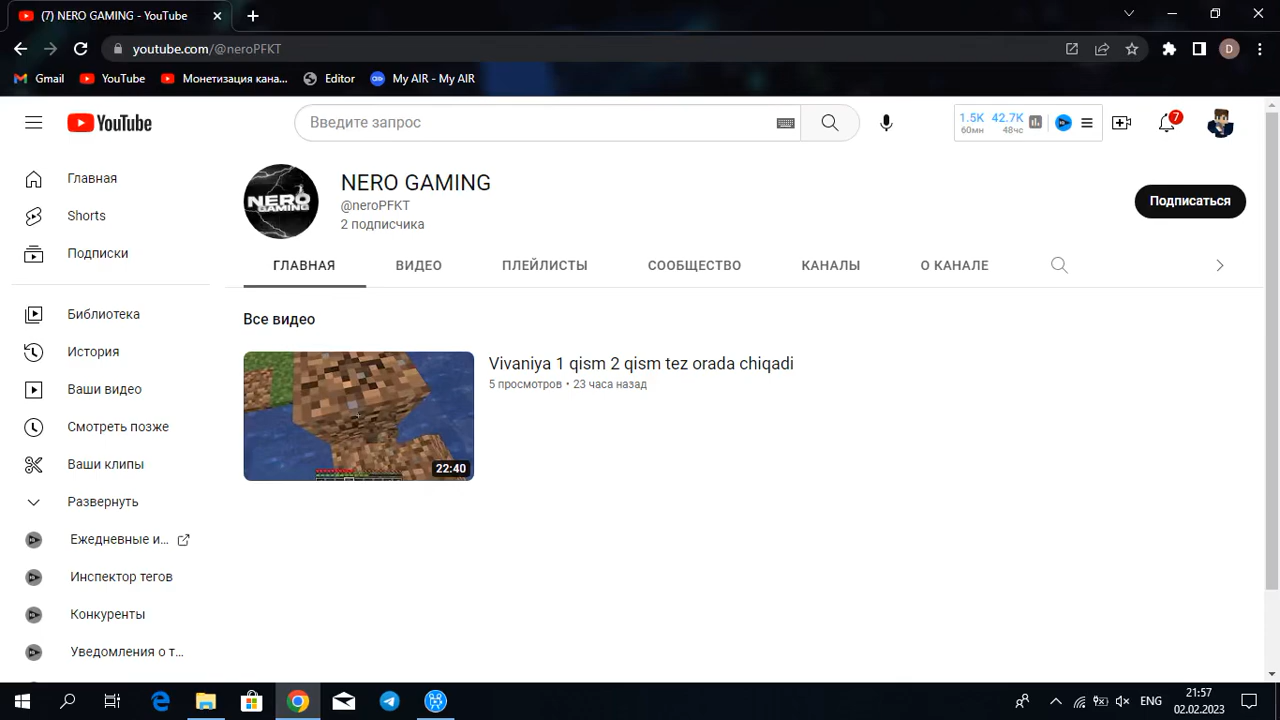 (7) NERO GAMING - YouTube
youtube.com/@neroPFKT
D
Gmail
YouTube
Монетизация кана...
Editor
My AIR - My AIR
YouTube
Введите запрос
1.5K 42.7K
60мн 48чс
7
Главная
Shorts
Подписки
Библиотека
История
Ваши видео
Смотреть позже
Ваши клипы
Развернуть
Ежедневные и...
Инспектор тегов
Конкуренты
Уведомления о т...
NERO GAMING
NERO GAMING
@neroPFKT
2 подписчика
Подписаться
ГЛАВНАЯ
ВИДЕО
ПЛЕЙЛИСТЫ
СООБЩЕСТВО
КАНАЛЫ
О КАНАЛЕ
Все видео
22:40
Vivaniya 1 qism 2 qism tez orada chiqadi
5 просмотров • 23 часа назад
ENG
21:57
02.02.2023